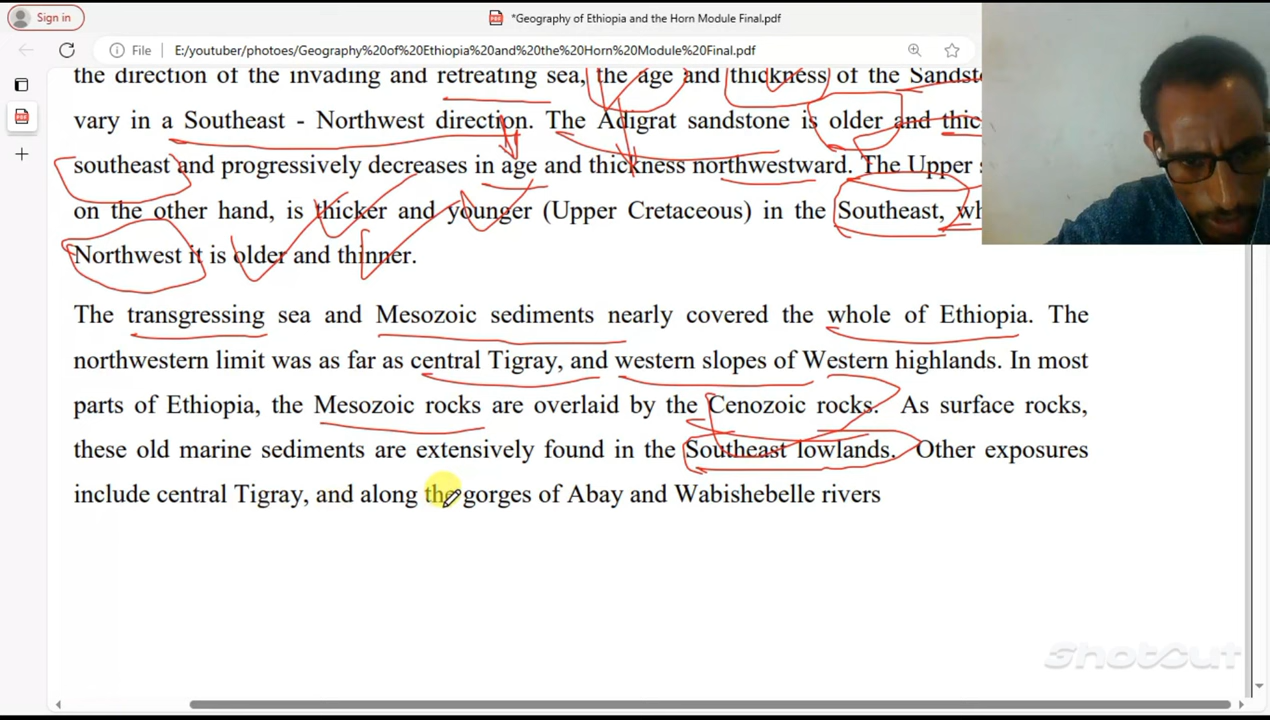 Sign in
*Geography of Ethiopia and the Horn Module Final.pdf
File E:/youtuber/photoes/Geography%20of%20Ethiopia%20and%20the%20Horn%20Module%20Final.pdf
the direction of the invading and retreating sea, the age and thickness of the
vary in a Southeast - Northwest direction. The Adigrat sandstone is older and
southeast and progressively decreases in age and thickness northwestward. The Upper
on the other hand, is thicker and younger (Upper Cretaceous) in the Southeast,
Northwest it is older and thinner.
The transgressing sea and Mesozoic sediments nearly covered the whole of Ethiopia. The
northwestern limit was as far as central Tigray, and western slopes of Western highlands. In most
parts of Ethiopia, the Mesozoic rocks are overlaid by the Cenozoic rocks. As surface rocks,
these old marine sediments are extensively found in the Southeast lowlands. Other exposures
include central Tigray, and along the gorges of Abay and Wabishebelle rivers
Shotcut